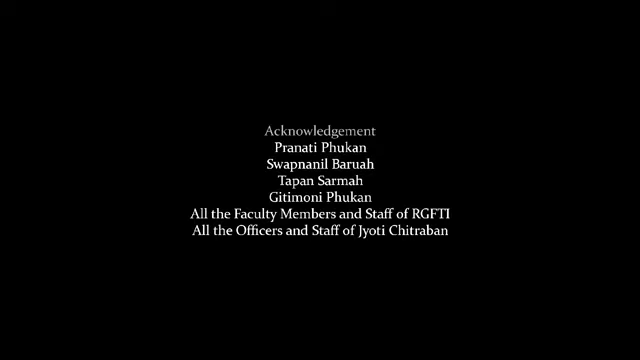 Acknowledgement
Pranati Phukan
Swapnanil Baruah
Tapan Sarmah
Gitimoni Phukan
All the Faculty Members and Staff of RGFTI
All the Officers and Staff of Jyoti Chitraban